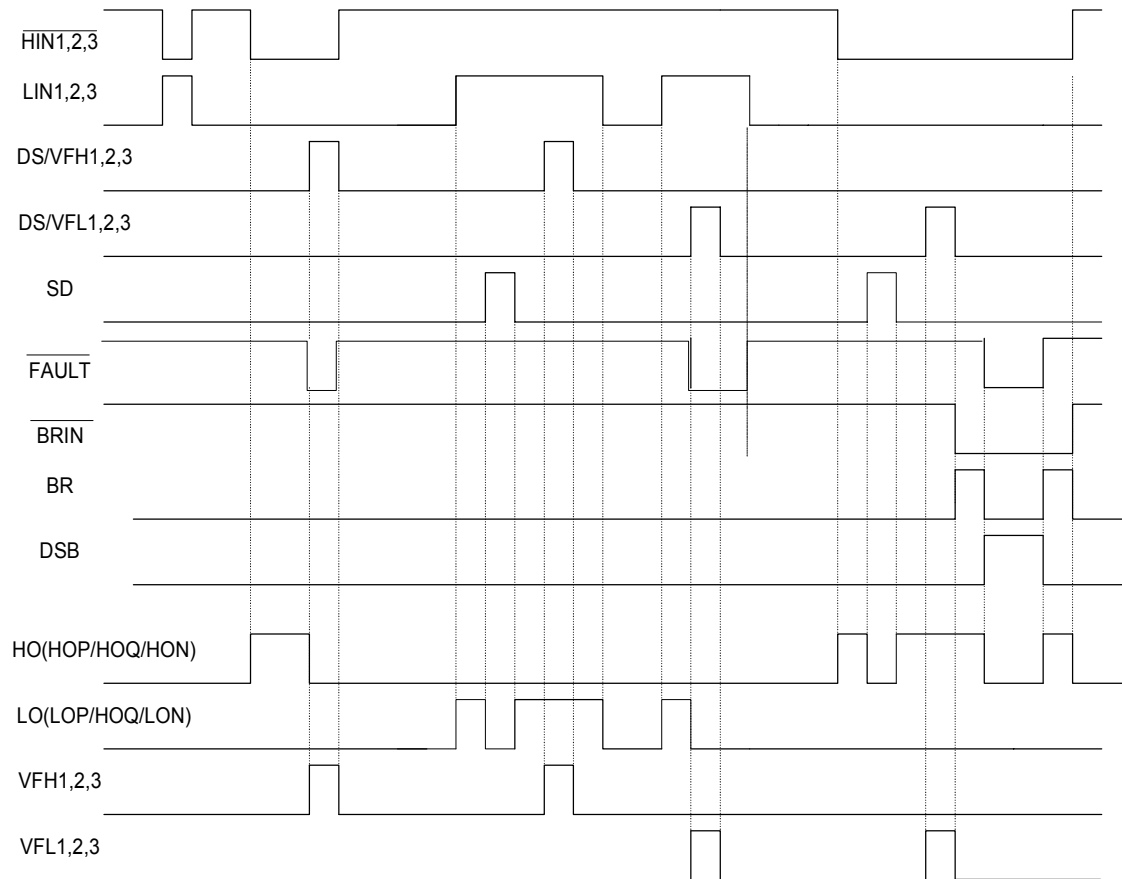 HIN1,2,3
LIN1,2,3
DS/VFH1,2,3
DS/VFL1,2,3
SD
FAULT
BRIN
BR
DSB
HO(HOP/HOQ/HON)
LO(LOP/HOQ/LON)
VFH1,2,3
VFL1,2,3